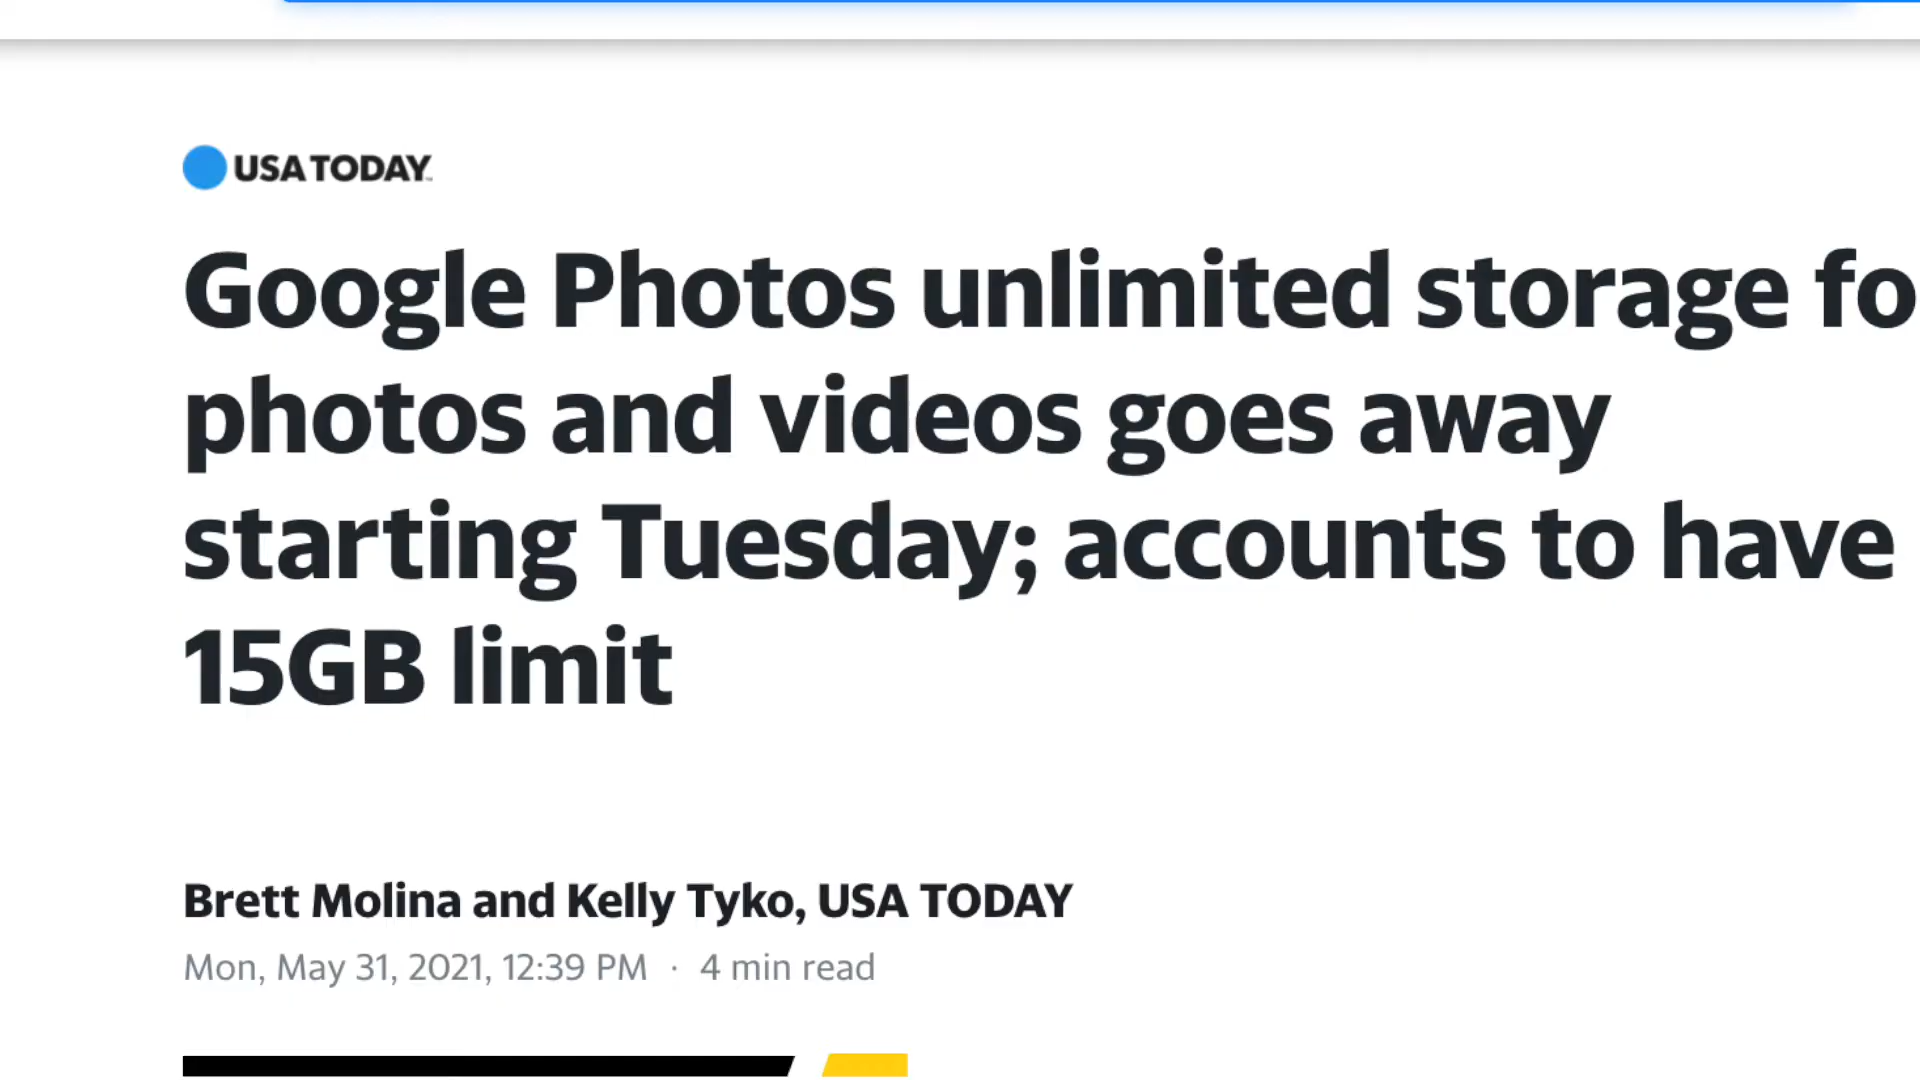 USA TODAY
Google Photos unlimited storage fo
photos and videos goes away
starting Tuesday; accounts to have
15GB limit
Brett Molina and Kelly Tyko, USA TODAY
Mon, May 31, 2021, 12:39 PM · 4 min read